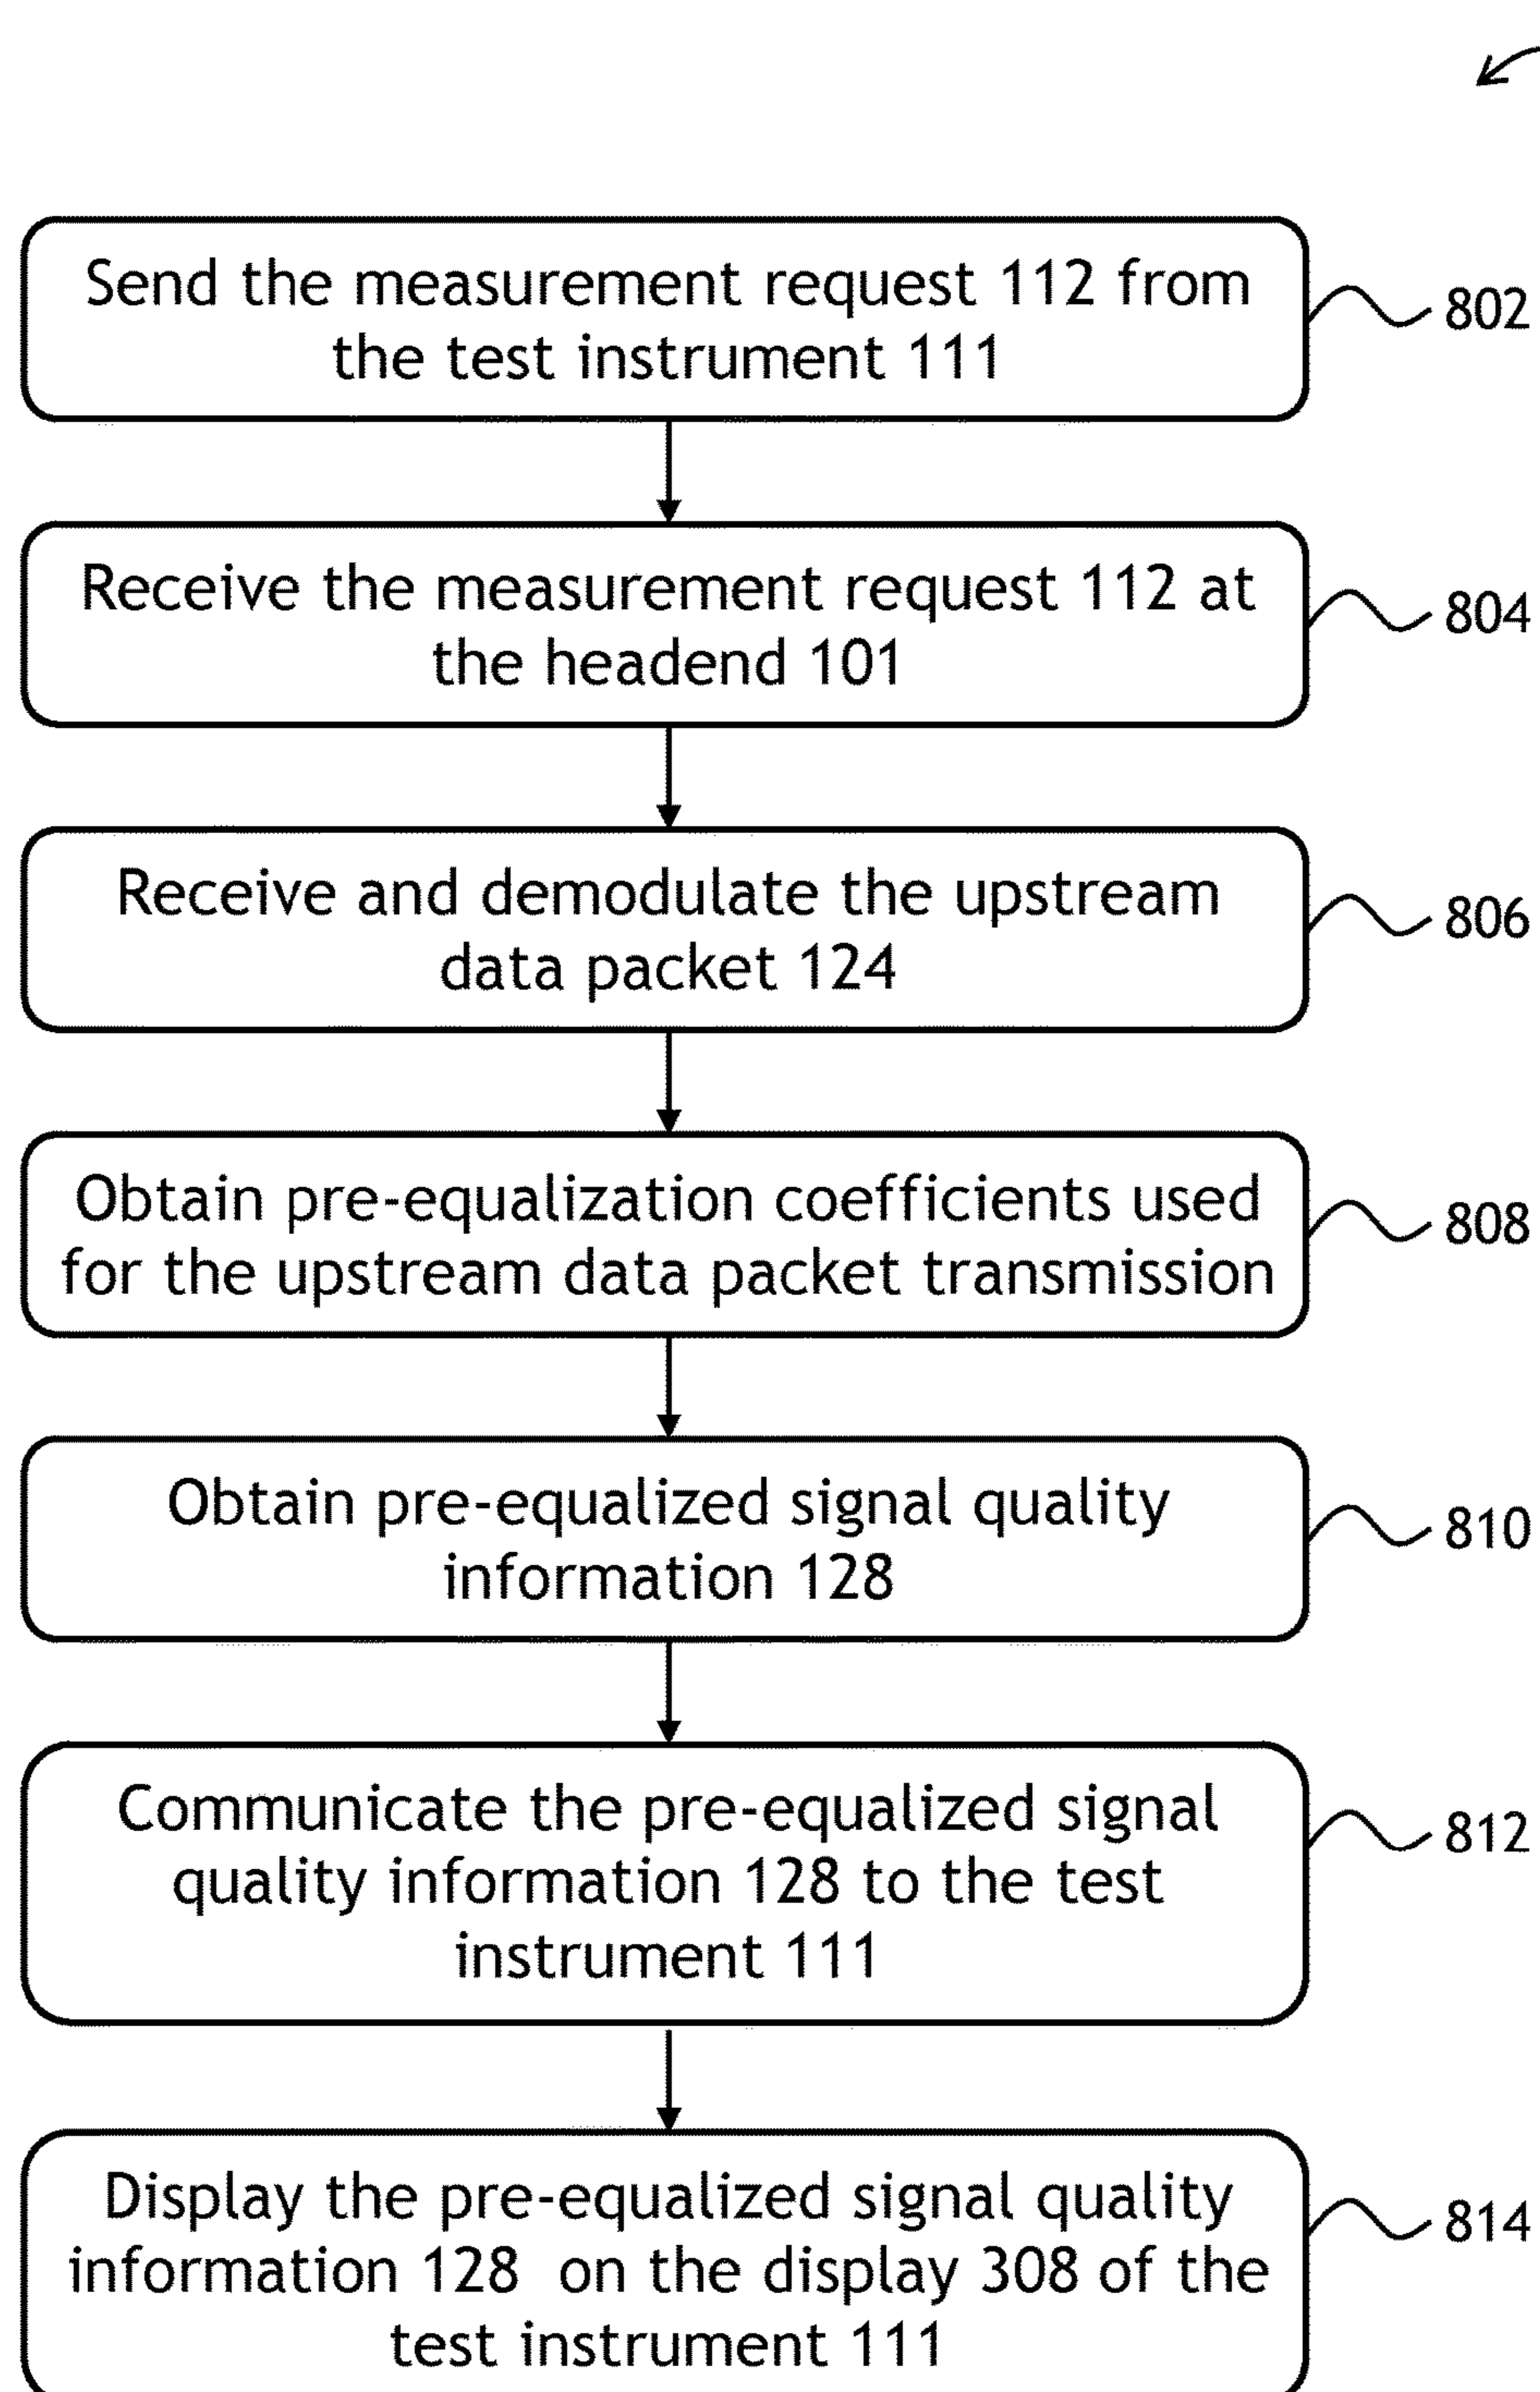 Send the measurement request 112 from
the test instrument 111
802
Receive the measurement request 112 at
the headend 101
804
Receive and demodulate the upstream
data packet 124
806
Obtain pre-equalization coefficients used
for the upstream data packet transmission
808
Obtain pre-equalized signal quality
information 128
810
Communicate the pre-equalized signal
quality information 128 to the test
instrument 111
812
Display the pre-equalized signal quality
information 128 on the display 308 of the
test instrument 111
814